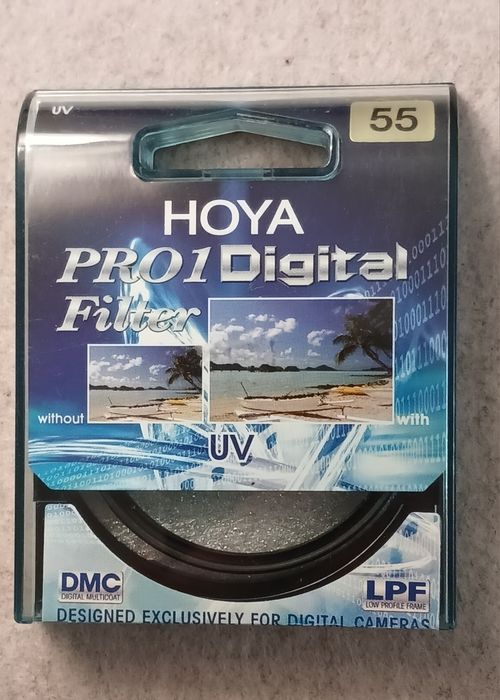 UV
55
HOYA
PRO1 Digital
Filter
without
with
UV
DMC
DIGITAL MULTICOAT
LPF
LOW PROFILE FRAME
DESIGNED EXCLUSIVELY FOR DIGITAL CAMERAS